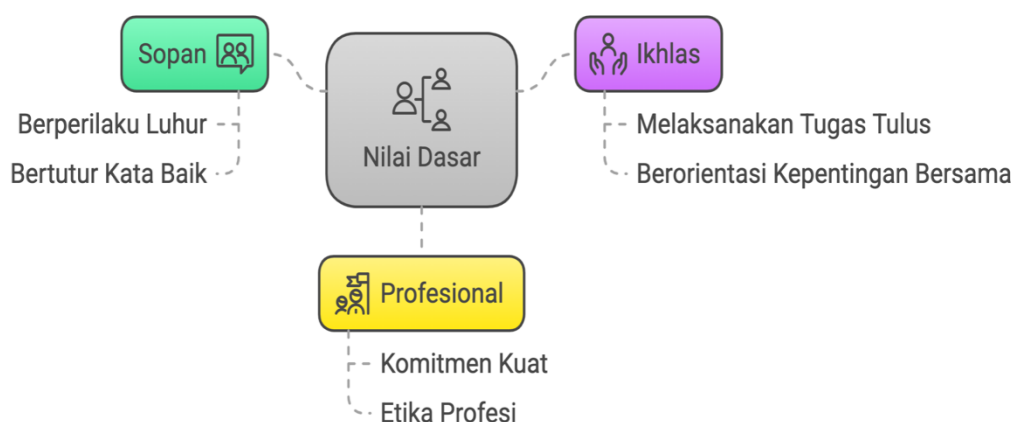 Sopan
Berperilaku Luhur
Bertutur Kata Baik
Nilai Dasar
Ikhlas
Melaksanakan Tugas Tulus
Berorientasi Kepentingan Bersama
Profesional
Komitmen Kuat
Etika Profesi